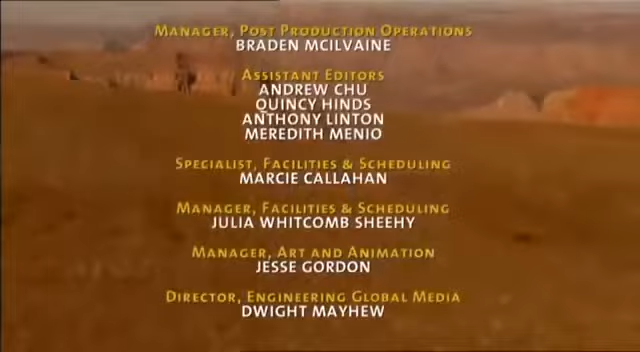 Manager, Post Production Operations
BRADEN MCILVAINE
Assistant Editors
ANDREW CHU
QUINCY HINDS
ANTHONY LINTON
MEREDITH MENIO
Specialist, Facilities & Scheduling
MARCIE CALLAHAN
Manager, Facilities & Scheduling
JULIA WHITCOMB SHEEHY
Manager, Art and Animation
JESSE GORDON
Director, Engineering Global Media
DWIGHT MAYHEW